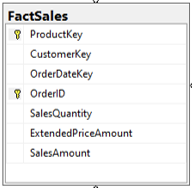 FactSales
ProductKey
CustomerKey
OrderDateKey
OrderID
SalesQuantity
ExtendedPriceAmount
SalesAmount